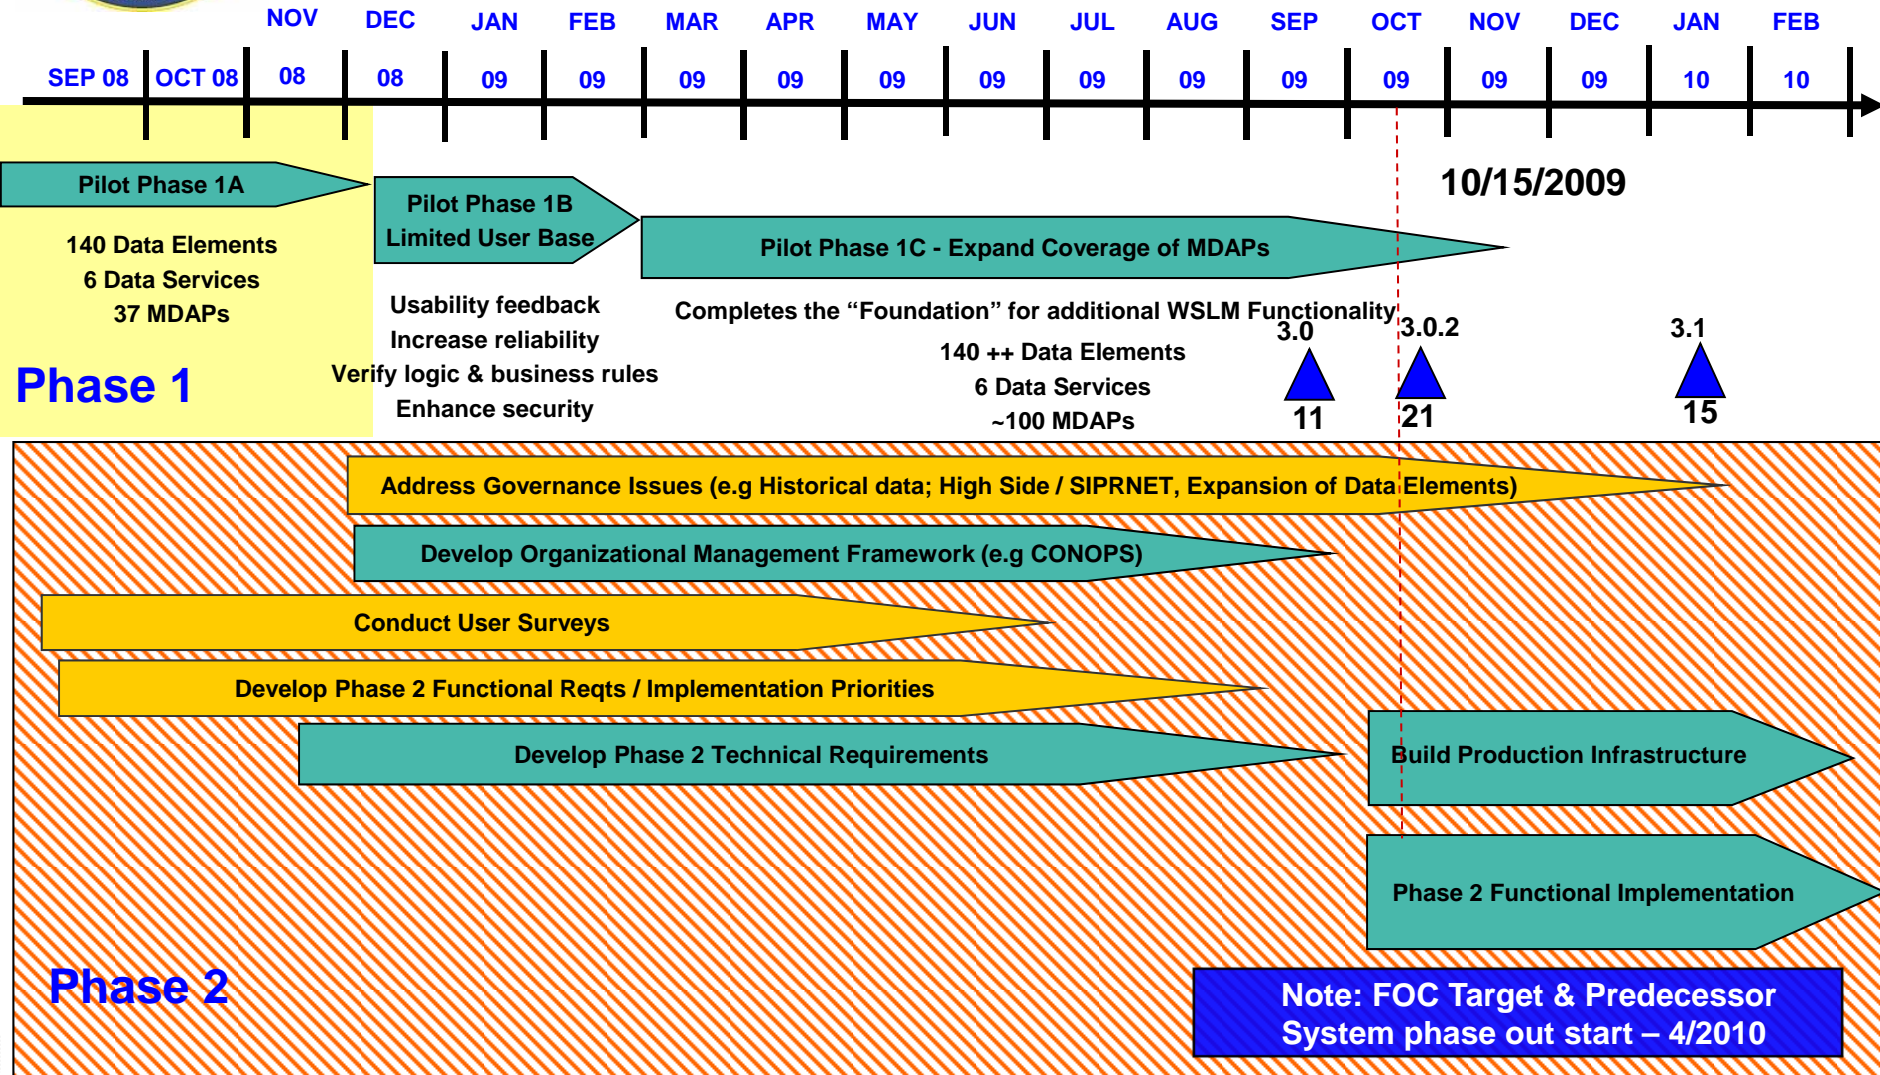 NOV DEC JAN FEB MAR APR MAY JUN JUL AUG SEP OCT NOV DEC JAN FEB
SEP 08 OCT 08 08 08 09 09 09 09 09 09 09 09 09 09 09 09 10 10
Pilot Phase 1A
140 Data Elements
6 Data Services
37 MDAPs
Phase 1
Pilot Phase 1B
Limited User Base
Usability feedback
Increase reliability
Verify logic & business rules
Enhance security
10/15/2009
Pilot Phase 1C - Expand Coverage of MDAPs
Completes the “Foundation” for additional WSLM Functionality
140 ++ Data Elements
6 Data Services
~100 MDAPs
3.0
11
3.0.2
21
3.1
15
Address Governance Issues (e.g Historical data; High Side / SIPRNET, Expansion of Data Elements)
Develop Organizational Management Framework (e.g CONOPS)
Conduct User Surveys
Develop Phase 2 Functional Reqts / Implementation Priorities
Develop Phase 2 Technical Requirements
Build Production Infrastructure
Phase 2 Functional Implementation
Phase 2
Note: FOC Target & Predecessor
System phase out start – 4/2010